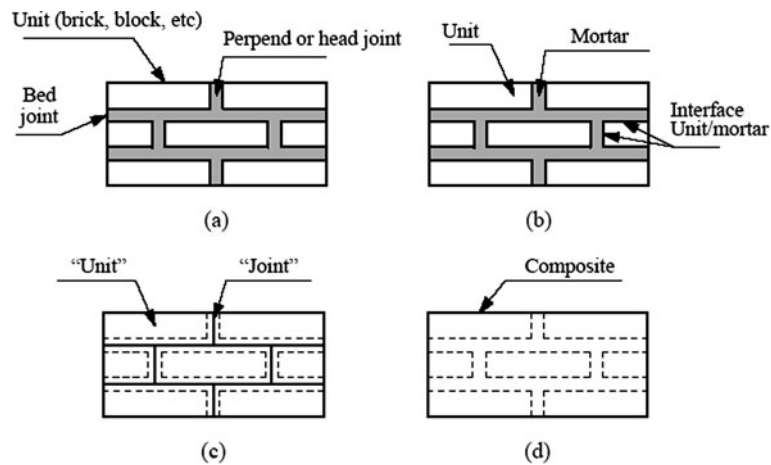 Unit (brick, block, etc)
Perpend or head joint
Bed
joint
(a)
Unit
Mortar
Interface
Unit/mortar
(b)
“Unit”
“Joint”
(c)
Composite
(d)